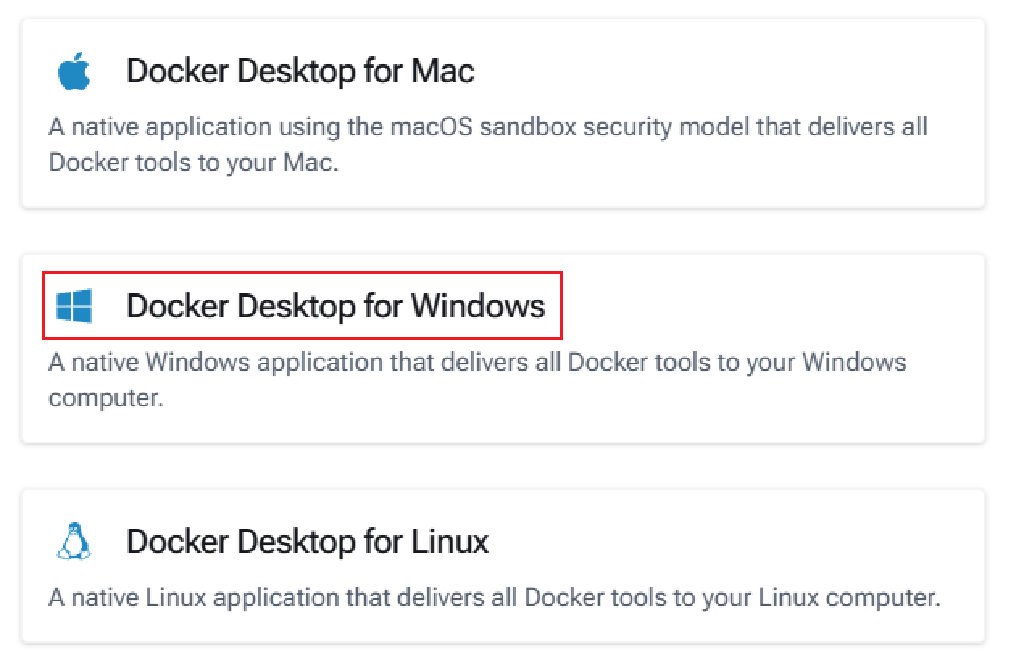 Docker Desktop for Mac
A native application using the macOS sandbox security model that delivers all
Docker tools to your Mac.
Docker Desktop for Windows
A native Windows application that delivers all Docker tools to your Windows
computer.
Docker Desktop for Linux
A native Linux application that delivers all Docker tools to your Linux computer.